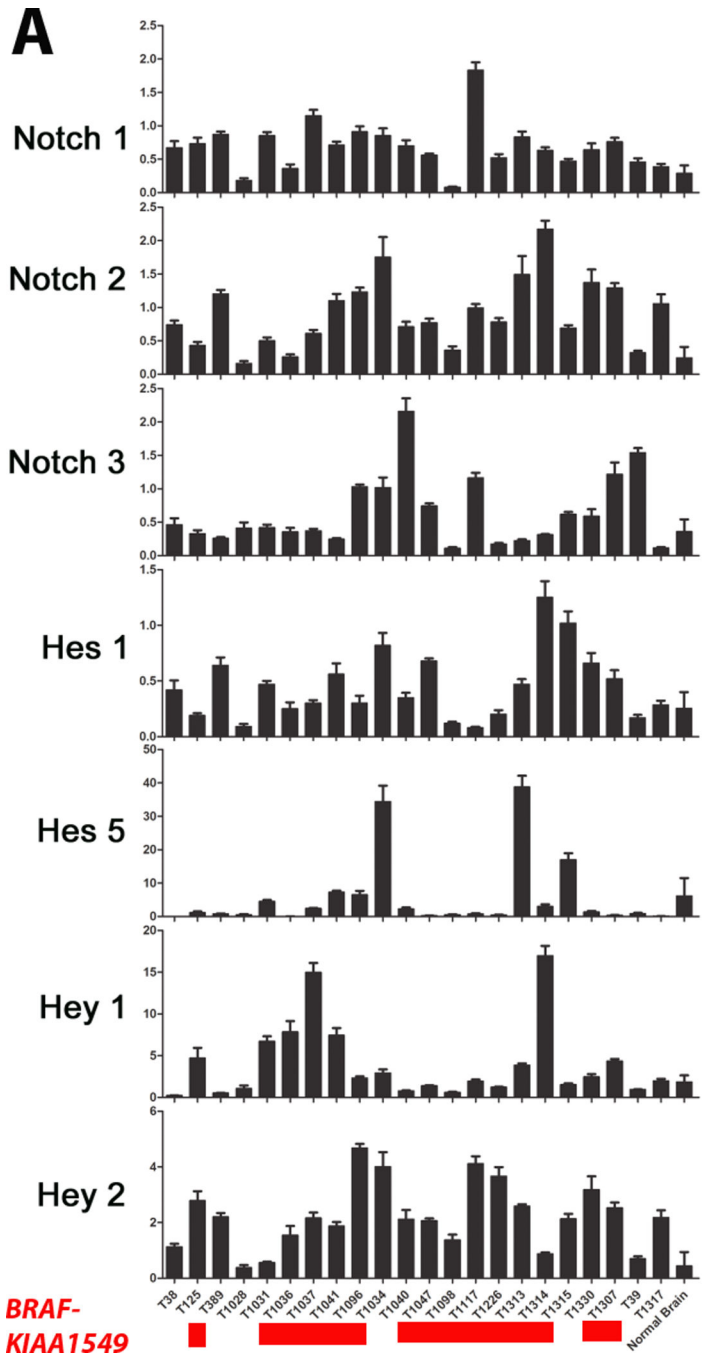 A
Notch 1
2.5
2.0
1.5
1.0
0.5
0.0
Notch 2
2.5
2.0
1.5
1.0
0.5
0.0
Notch 3
2.5
2.0
1.5
1.0
0.5
0.0
Hes 1
1.5
1.0
0.5
0.0
Hes 5
50
40
30
20
10
0
Hey 1
20
15
10
5
0
Hey 2
6
4
2
0
T38
T125
T389
T1028
T1031
T1036
T1037
T1041
T1096
T1034
T1040
T1047
T1098
T1117
T1226
T1313
T1314
T1315
T1330
T1307
T39
T1317
Normal Brain
BRAF-
KIAA1549